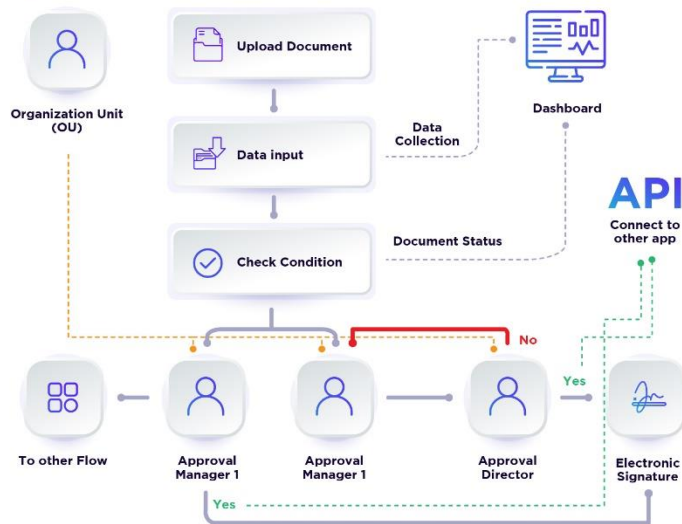 Upload Document
Organization Unit
(OU)
Data
Collection
Dashboard
Data input
API
Connect to
other app
Document Status
Check Condition
No
Yes
To other Flow
Approval
Manager 1
Approval
Manager 1
Approval
Director
Electronic
Signature
Yes